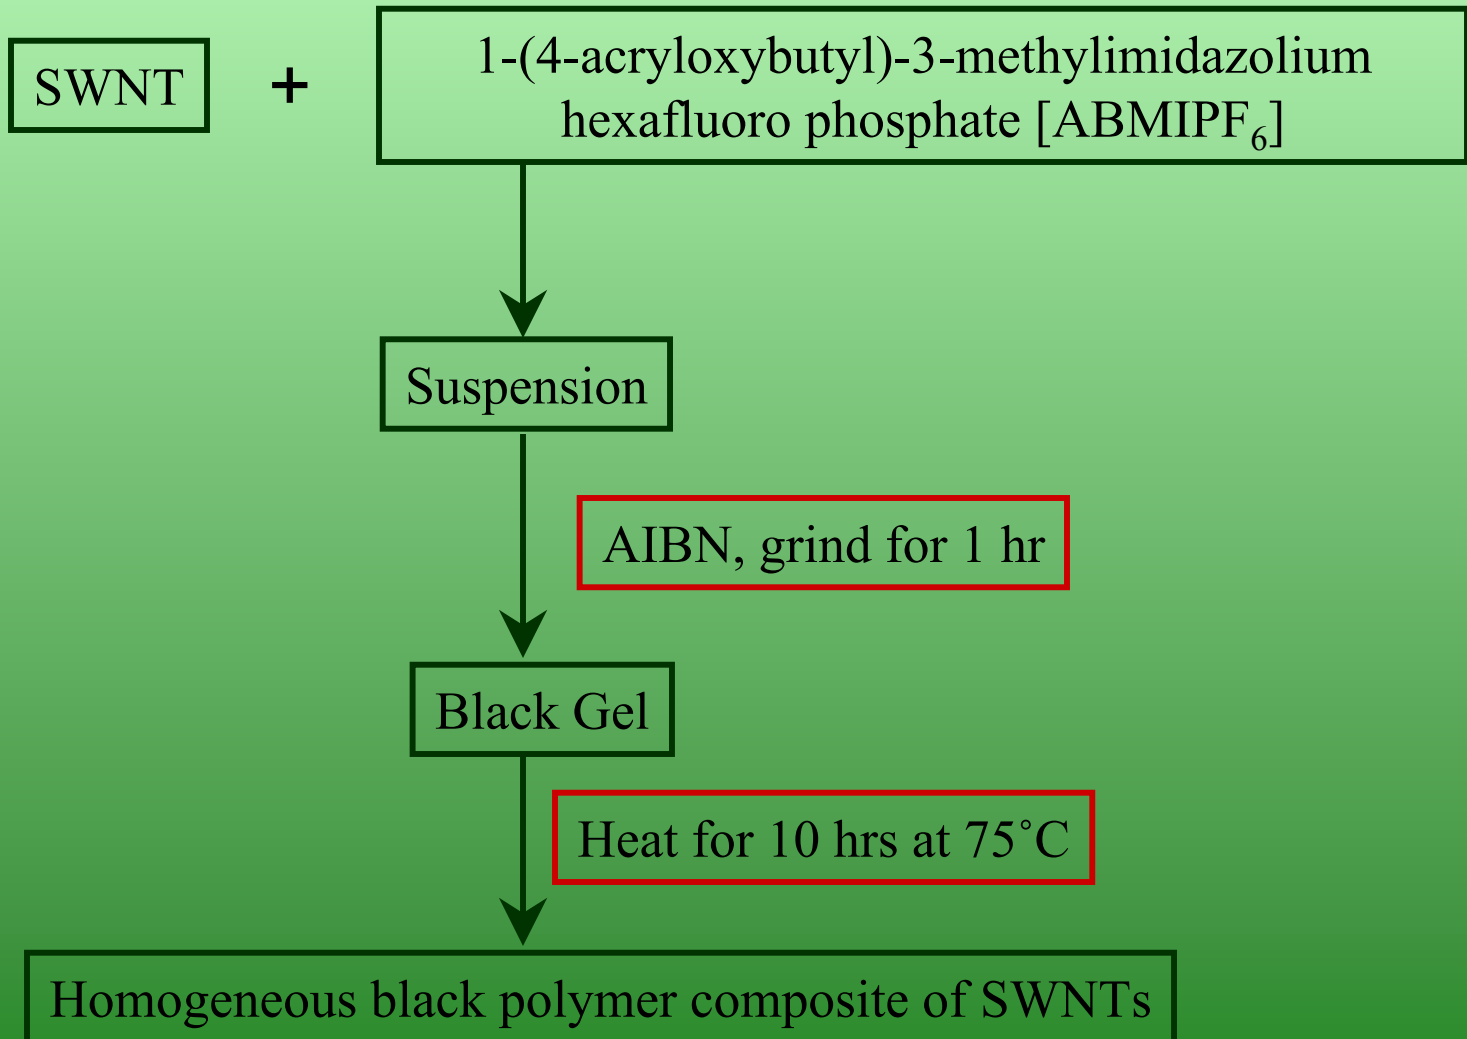 SWNT + 1-(4-acryloxybutyl)-3-methylimidazolium
hexafluoro phosphate [ABMIPF₆]
Suspension
AIBN, grind for 1 hr
Black Gel
Heat for 10 hrs at 75˚C
Homogeneous black polymer composite of SWNTs